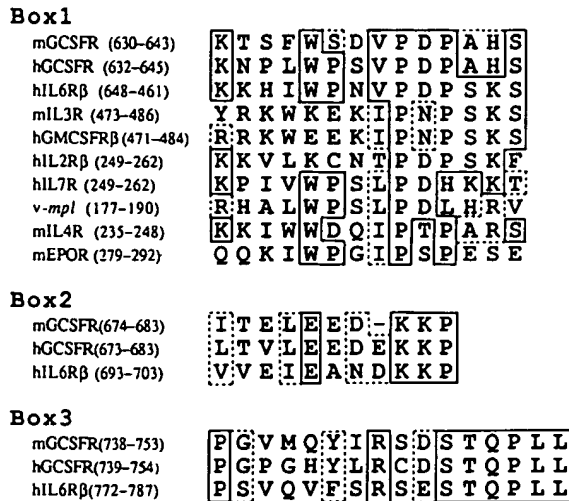 Box1
mGCSFR (630-643) K T S F W S D V P D P A H S
hGCSFR (632-645) K N P L W P S V P D P A H S
hIL6Rβ (648-461) K K H I W P N V P D P S K S
mIL3R (473-486) Y R K W K E K I P N P S K S
hGMCSFRβ(471-484) R R K W E E K I P N P S K S
hIL2Rβ (249-262) K K V L K C N T P D P S K F
hIL7R (249-262) K P I V W P S L P D H K K T
v-mpl (177-190) R H A L W P S L P D L H R V
mIL4R (235-248) K K I W W D Q I P T P A R S
mEPOR (279-292) Q Q K I W P G I P S P E S E
Box2
mGCSFR(674-683) I T E L E E D - K K P
hGCSFR(673-683) L T V L E E D E K K P
hIL6Rβ (693-703) V V E I E A N D K K P
Box3
mGCSFR(738-753) P G V M Q Y I R S D S T Q P L L
hGCSFR(739-754) P G P G H Y L R C D S T Q P L L
hIL6Rβ(772-787) P S V Q V F S R S E S T Q P L L